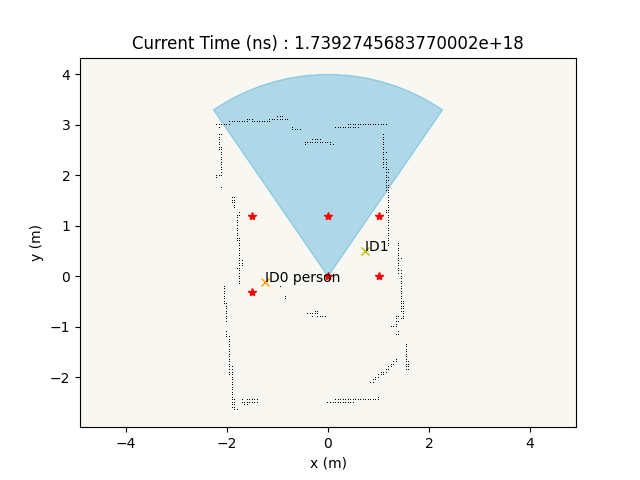 Current Time (ns) : 1.7392745683770002e+18
4
3
2
1
0
−1
−2
y (m)
ID1
ID0 person
−4
−2
0
2
4
x (m)